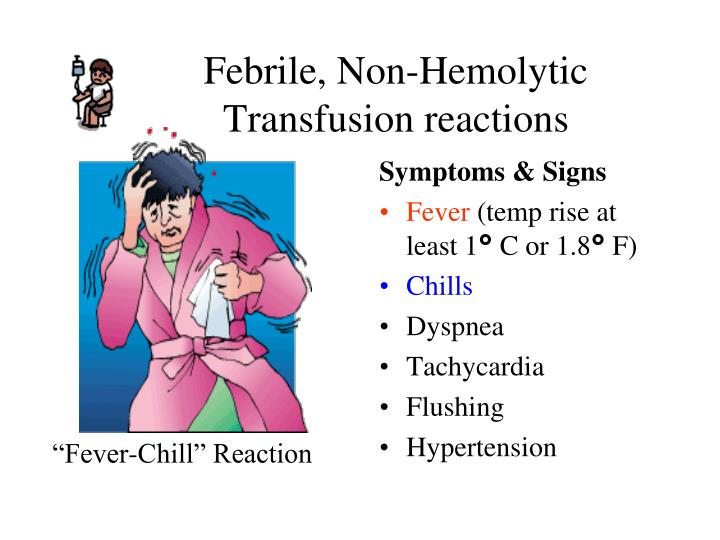 Febrile, Non-Hemolytic
Transfusion reactions
Symptoms & Signs
• Fever (temp rise at
least 1° C or 1.8° F)
• Chills
• Dyspnea
• Tachycardia
• Flushing
• Hypertension
“Fever-Chill” Reaction